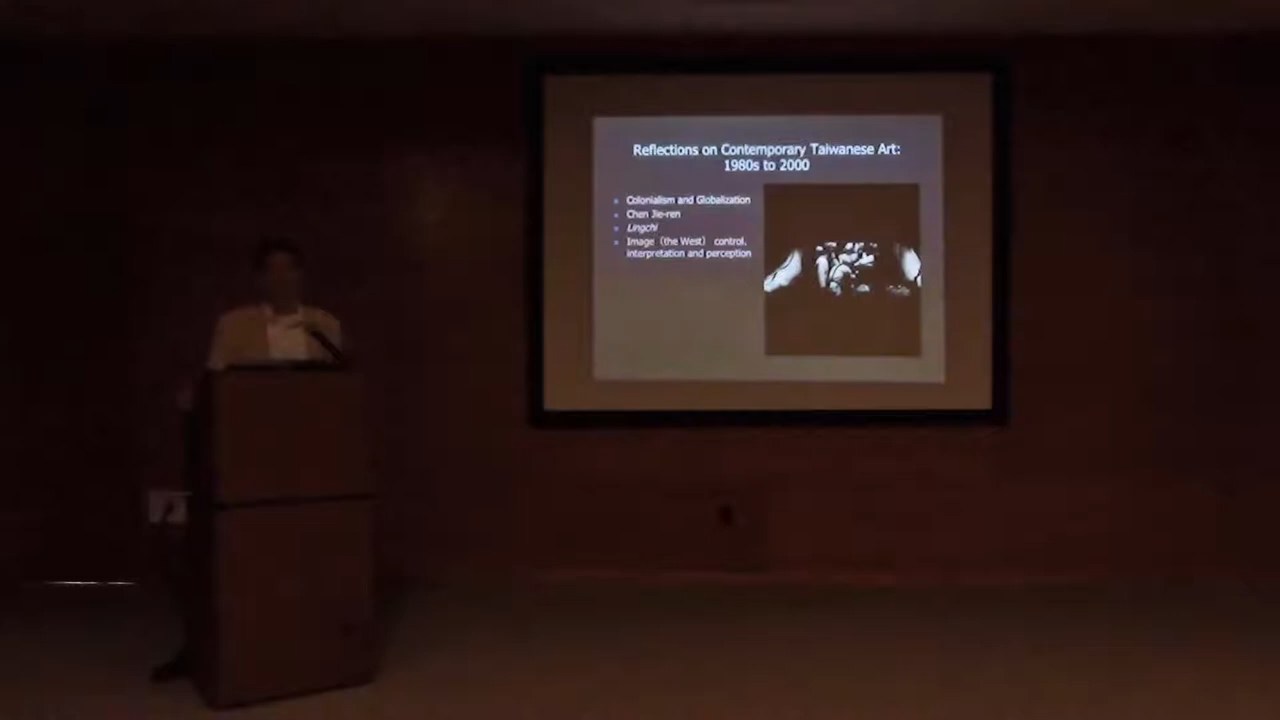 Reflections on Contemporary Taiwanese Art:
1980s to 2000
Colonialism and Globalization
Chen Jie-ren
Lingchi
Image (the West) control,
interpretation and perception